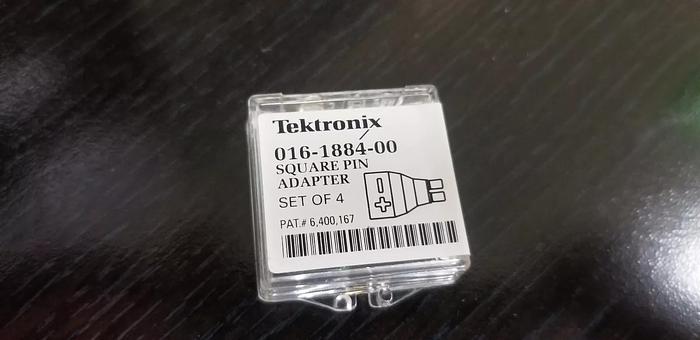 Tektronix
016-1884-00
SQUARE PIN
ADAPTER
SET OF 4
PAT.# 6,400,167